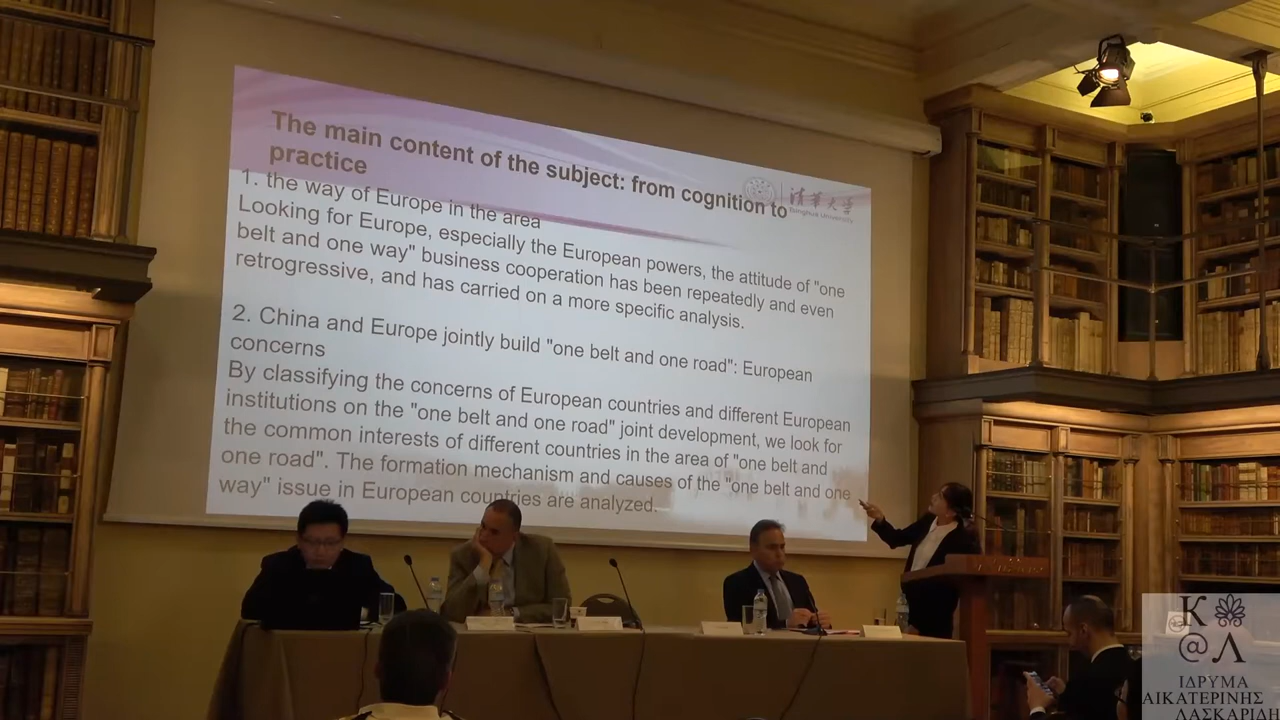 The main content of the subject: from cognition to
practice
清华大学
Tsinghua University
1. the way of Europe in the area
Looking for Europe, especially the European powers, the attitude of "one
belt and one way" business cooperation has been repeatedly and even
retrogressive, and has carried on a more specific analysis.
2. China and Europe jointly build "one belt and one road": European
concerns
By classifying the concerns of European countries and different European
institutions on the "one belt and one road" joint development, we look for
the common interests of different countries in the area of "one belt and
one road". The formation mechanism and causes of the "one belt and one
way" issue in European countries are analyzed.
Κ
@Λ
ΙΔΡΥΜΑ
ΑΙΚΑΤΕΡΙΝΗΣ
ΛΑΣΚΑΡΙΔΗ